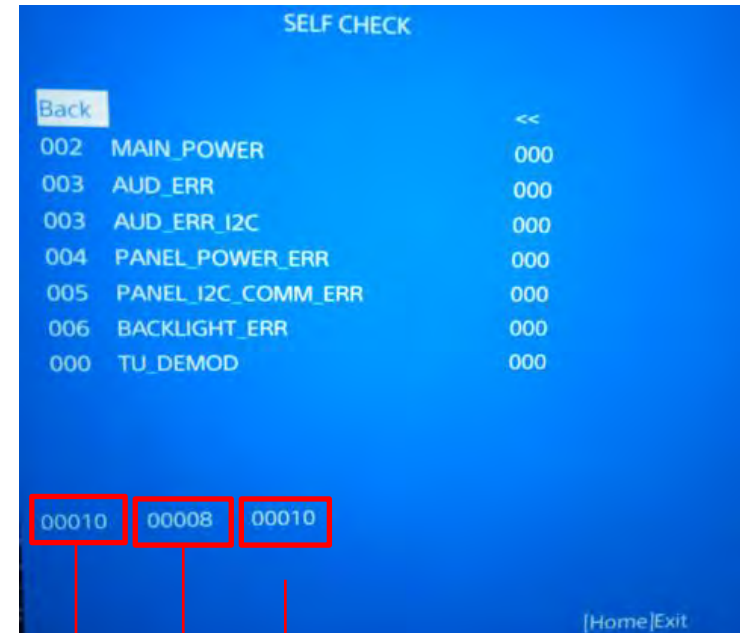 SELF CHECK
Back <<
002 MAIN_POWER 000
003 AUD_ERR 000
003 AUD_ERR_I2C 000
004 PANEL_POWER_ERR 000
005 PANEL_I2C_COMM_ERR 000
006 BACKLIGHT_ERR 000
000 TU_DEMOD 000
00010 00008 00010
[Home]Exit